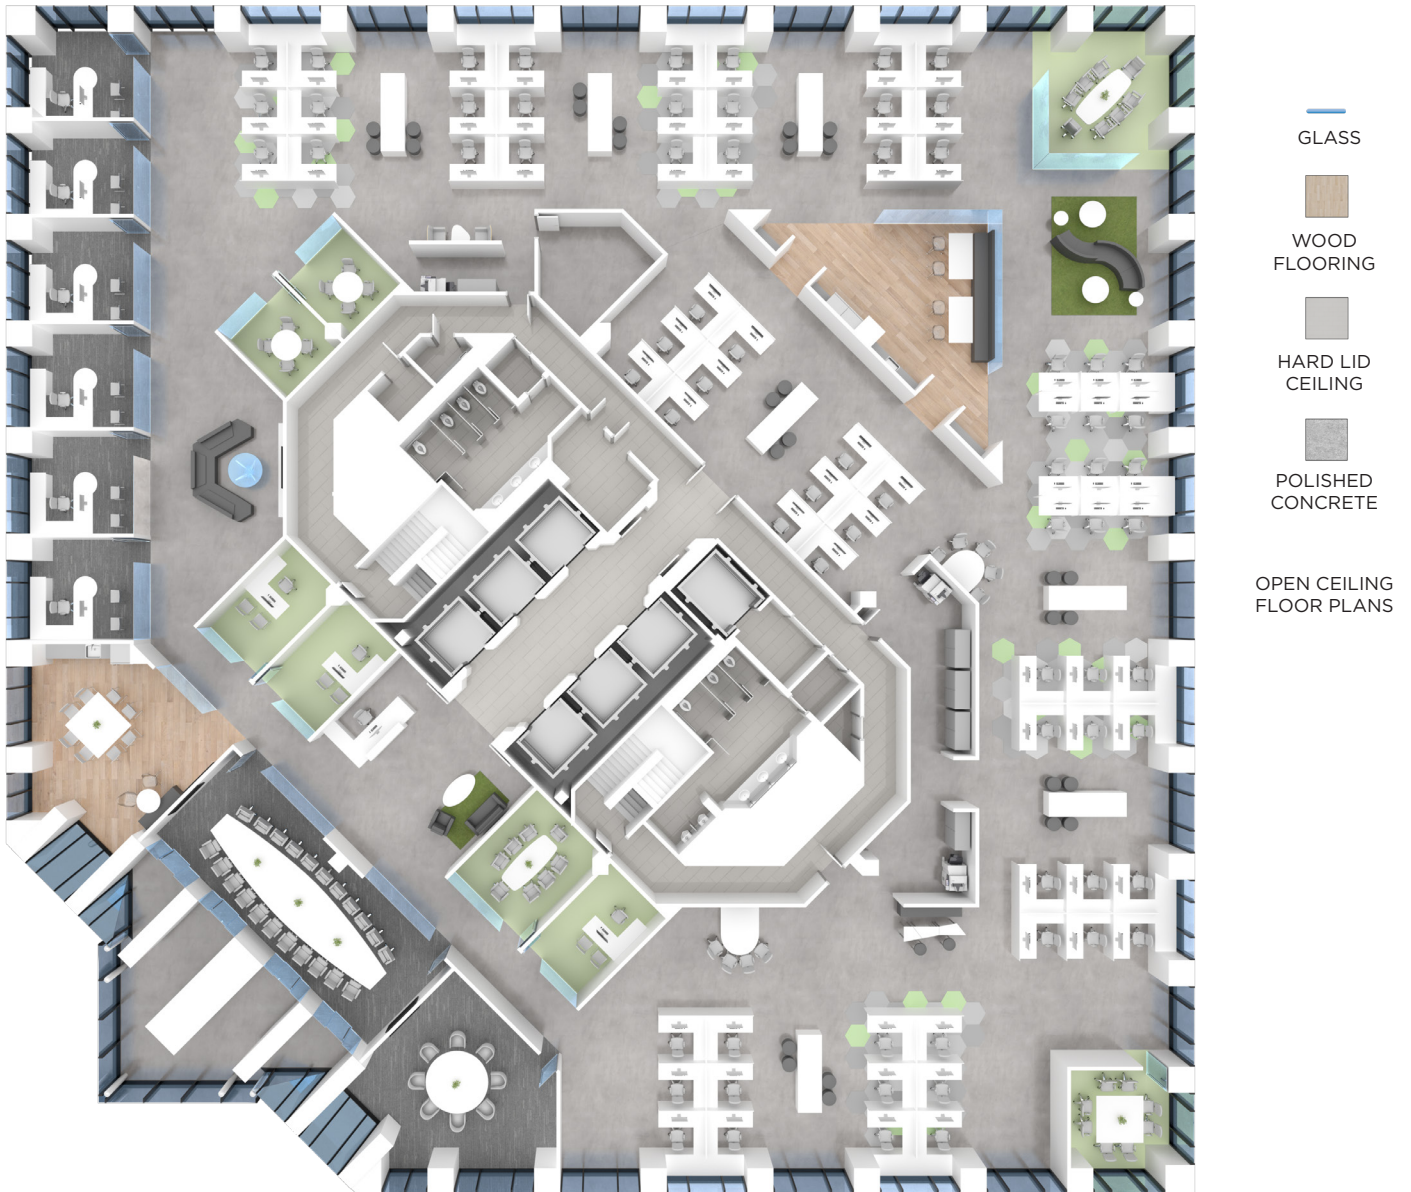 GLASS
WOOD
FLOORING
HARD LID
CEILING
POLISHED
CONCRETE
OPEN CEILING
FLOOR PLANS